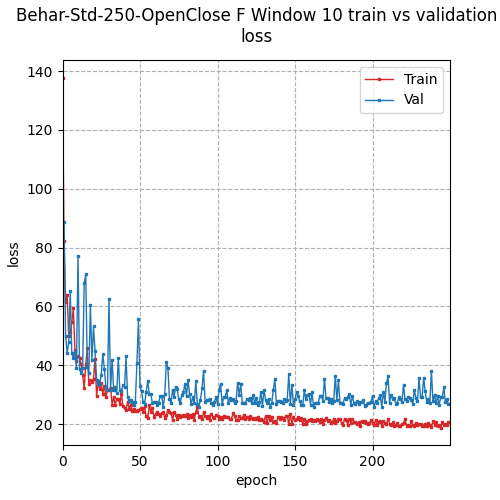 Behar-Std-250-OpenClose F Window 10 train vs validation
loss
Train
Val
140
120
100
80
60
40
20
loss
0
50
100
150
200
epoch